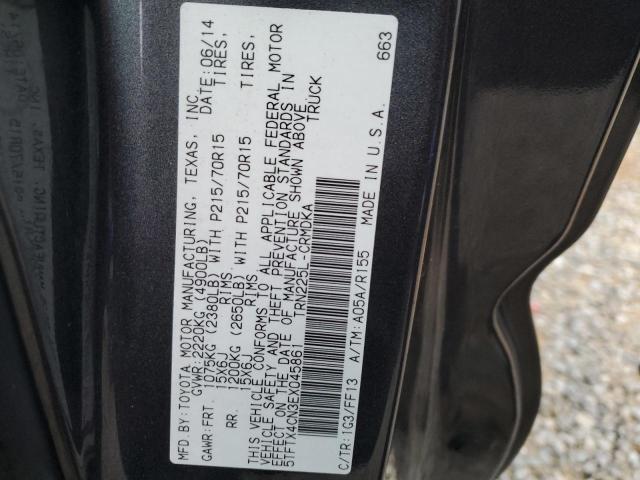 MFD.BY:TOYOTA MOTOR MANUFACTURING, TEXAS, INC. DATE:06/14
GVWR:2220KG (4900LB)
GAWR:FRT. 1075KG (2380LB) WITH P215/70R15 TIRES,
15X6J RIMS.
RR. 1200KG (2650LB) WITH P215/70R15 TIRES,
15X6J RIMS.
THIS VEHICLE CONFORMS TO ALL APPLICABLE FEDERAL MOTOR
VEHICLE SAFETY AND THEFT PREVENTION STANDARDS IN
EFFECT ON THE DATE OF MANUFACTURE SHOWN ABOVE.
5TFTX4CN3EX045861 TRUCK
TRN225L-CRMDKA
C/TR:1G3/FF13 A/TM:A05A/R155 MADE IN U.S.A. 663